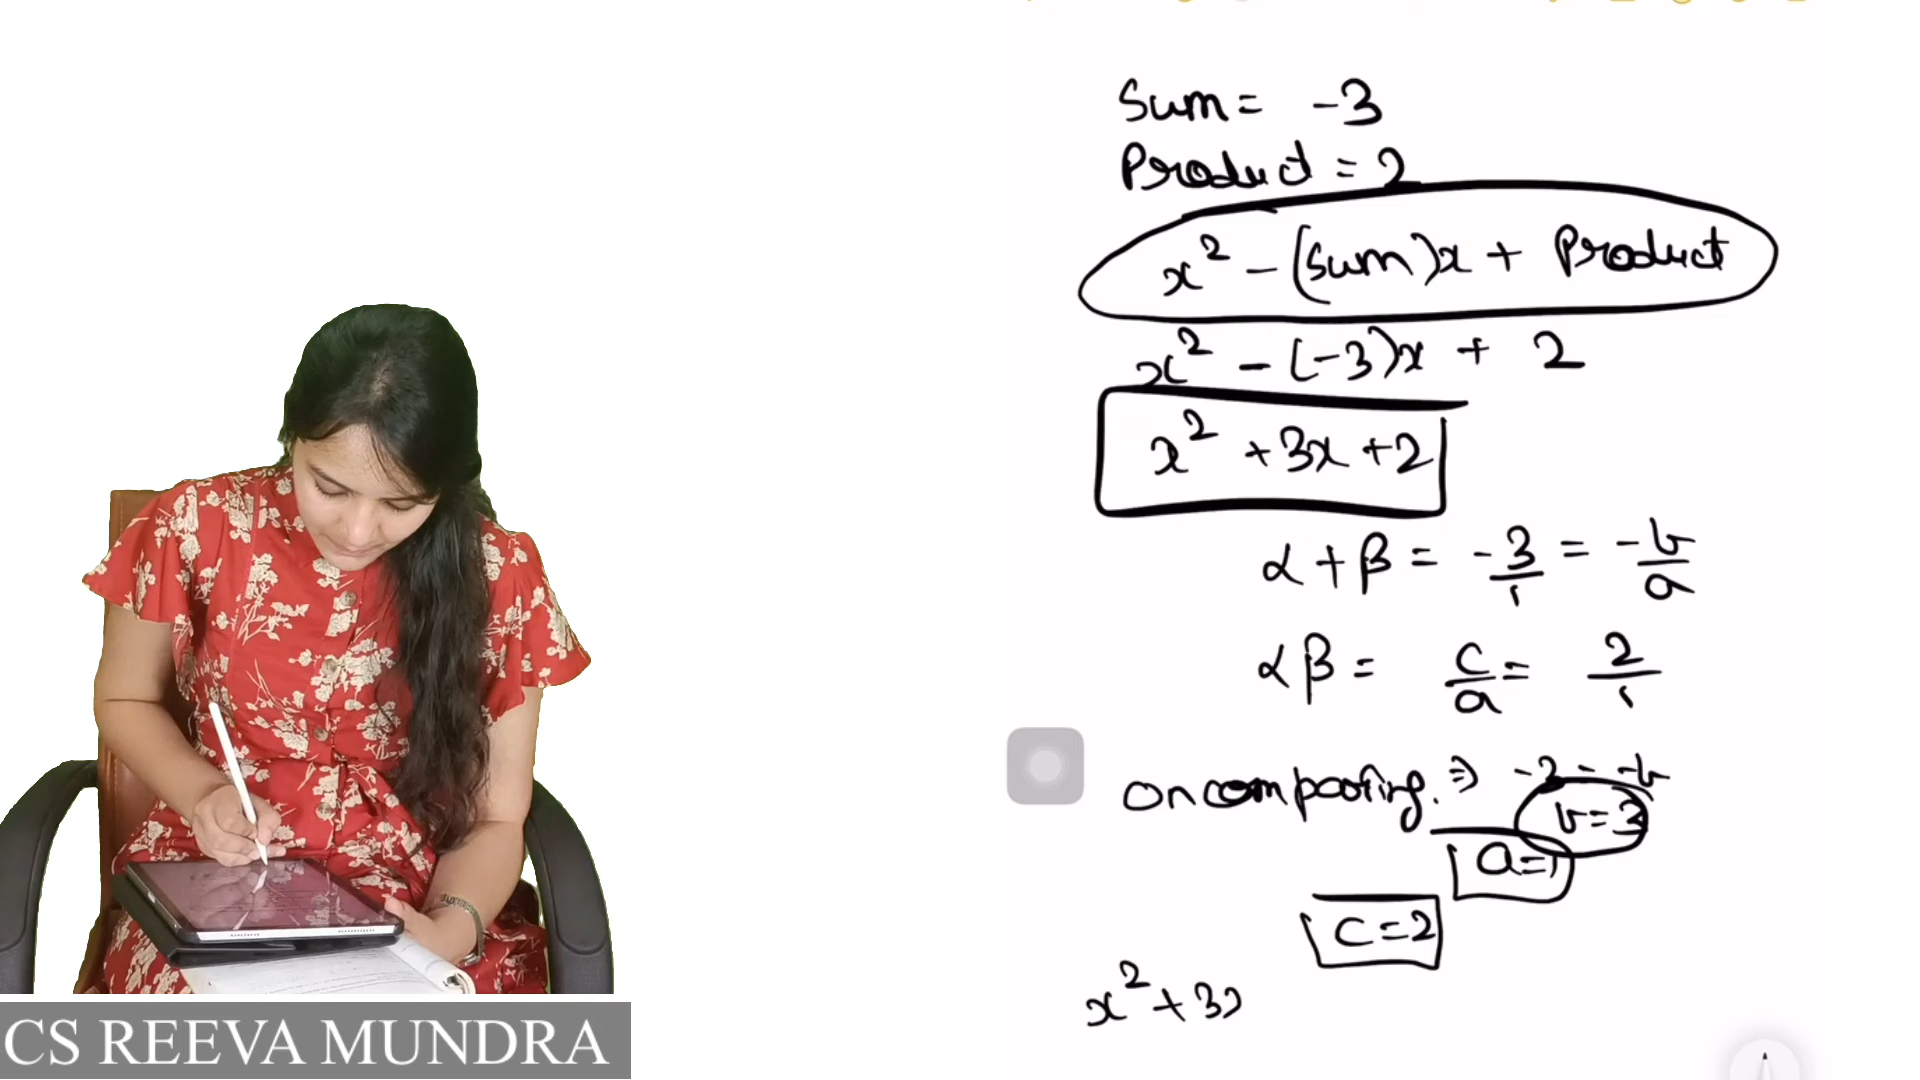 Sum = -3
Product = 2
x² - (Sum)x + Product
x² - (-3)x + 2
x² + 3x + 2
α + β = -3/1 = -b/a
αβ = c/a = 2/1
on comparing. ⇒ -3 = -b
b = 3
a = 1
c = 2
x² + 3x
CS REEVA MUNDRA